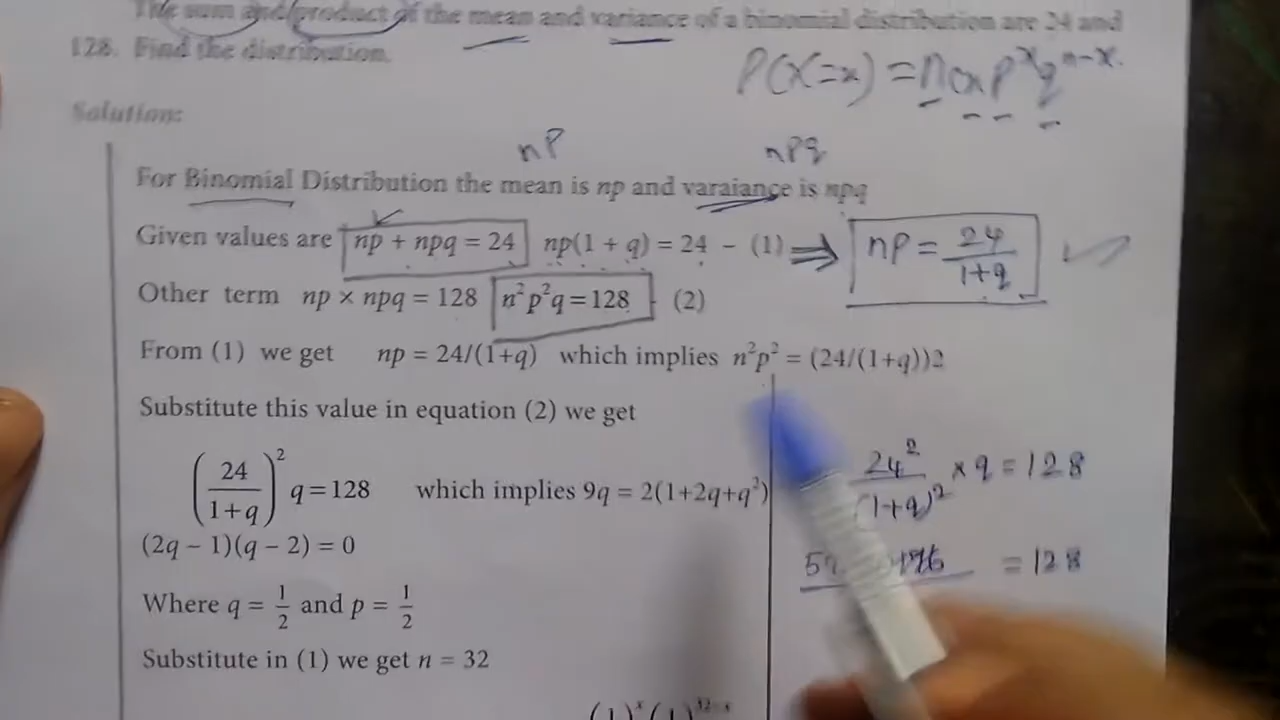 The sum and product of the mean and variance of a binomial distribution are 24 and
128. Find the distribution.
P(X=x) = ncx p^x q^n-x.
Solution:
np npq
For Binomial Distribution the mean is np and varaiance is npq
Given values are np + npq = 24 np(1 + q) = 24 – (1) ⇒ np = 24/1+q
Other term np × npq = 128 n²p²q = 128 (2)
From (1) we get np = 24/(1+q) which implies n²p² = (24/(1+q))2
Substitute this value in equation (2) we get
(24/1+q)² q = 128 which implies 9q = 2(1+2q+q²)
24²/(1+q)² × q = 128
(2q – 1)(q – 2) = 0
= 128
Where q = 1/2 and p = 1/2
Substitute in (1) we get n = 32